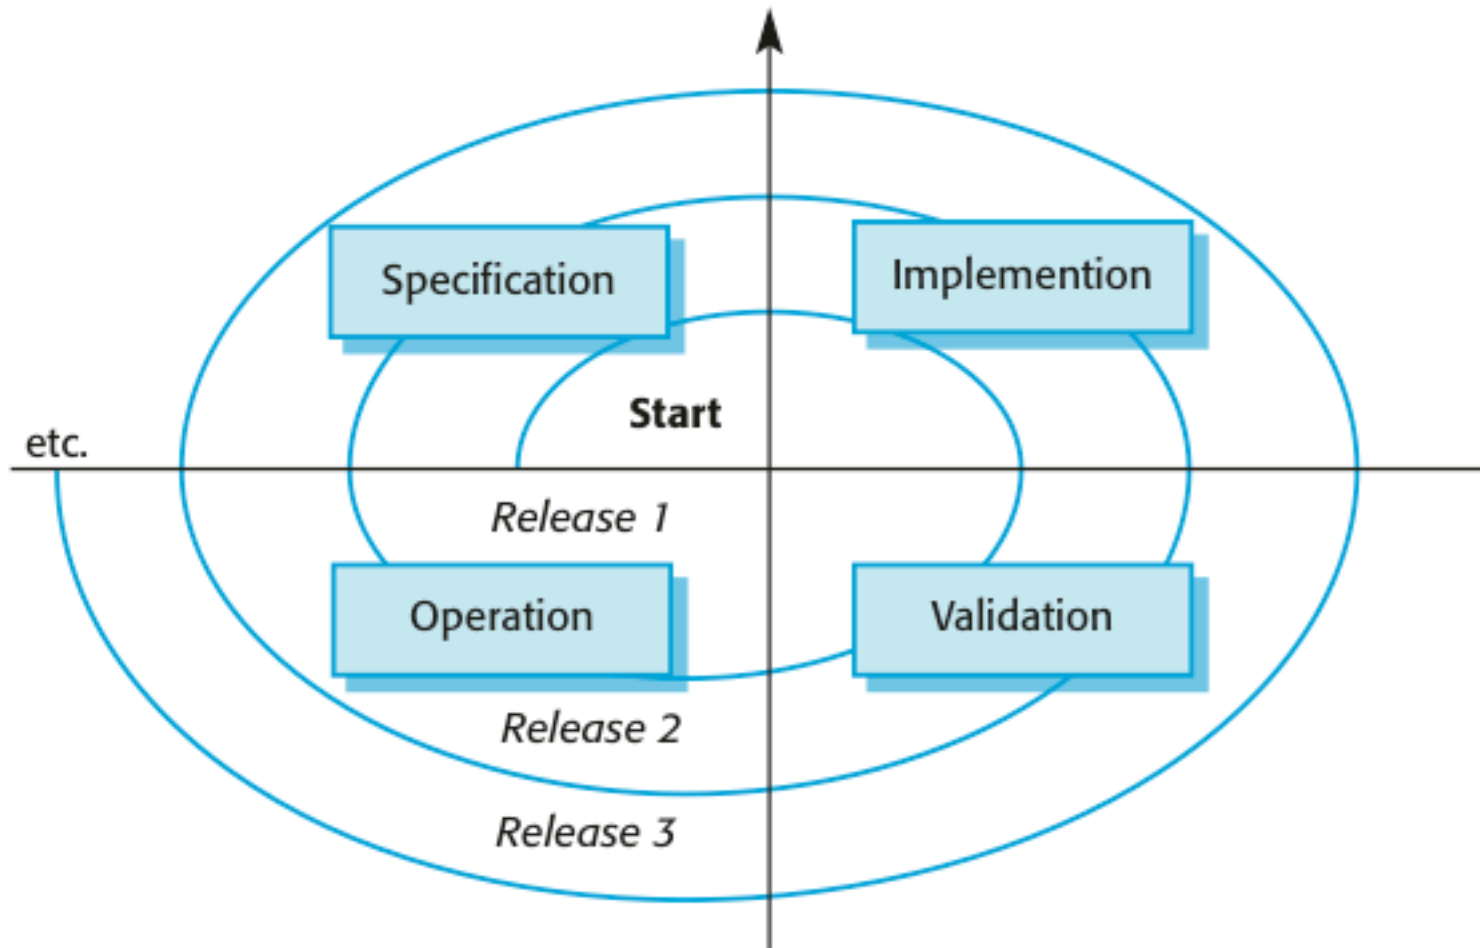 Specification
Implemention
Start
etc.
Release 1
Operation
Validation
Release 2
Release 3